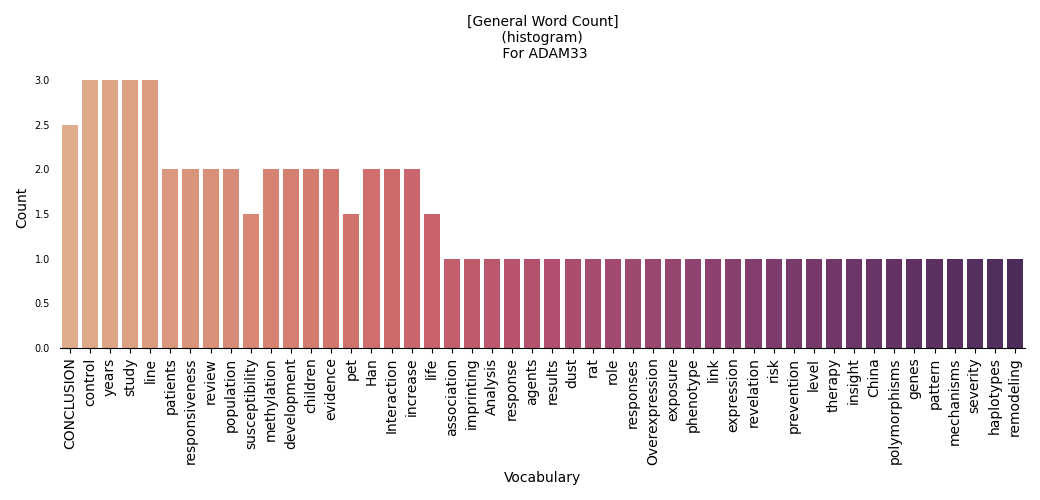 [General Word Count]
(histogram)
For ADAM33
3.0
2.5
2.0
1.5
1.0
0.5
0.0
Count
CONCLUSION
control
years
study
line
patients
responsiveness
review
population
susceptibility
methylation
development
children
evidence
pet
Han
Interaction
increase
life
association
imprinting
Analysis
response
agents
results
dust
rat
role
responses
Overexpression
exposure
phenotype
link
expression
revelation
risk
prevention
level
therapy
insight
China
polymorphisms
genes
pattern
mechanisms
severity
haplotypes
remodeling
Vocabulary